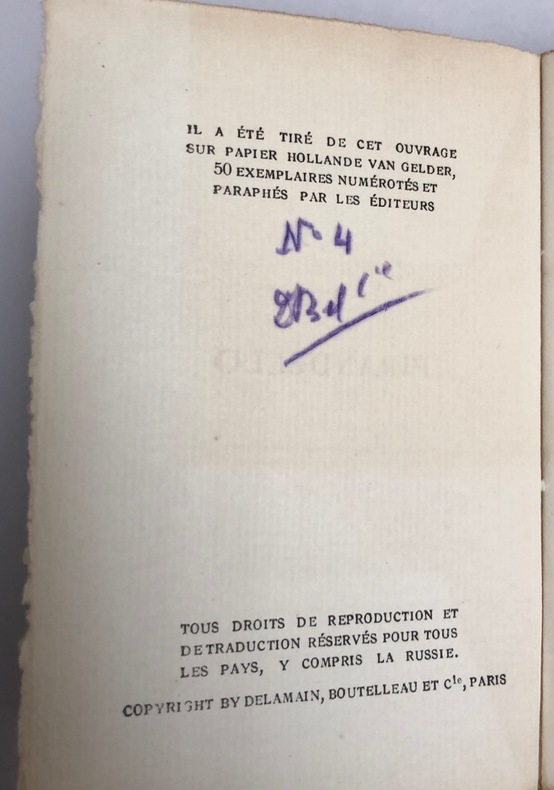 IL A ÉTÉ TIRÉ DE CET OUVRAGE
SUR PAPIER HOLLANDE VAN GELDER,
50 EXEMPLAIRES NUMÉROTÉS ET
PARAPHÉS PAR LES ÉDITEURS
No 4
Cie
TOUS DROITS DE REPRODUCTION ET
DE TRADUCTION RÉSERVÉS POUR TOUS
LES PAYS, Y COMPRIS LA RUSSIE.
COPYRIGHT BY DELAMAIN, BOUTELLEAU ET Cie, PARIS